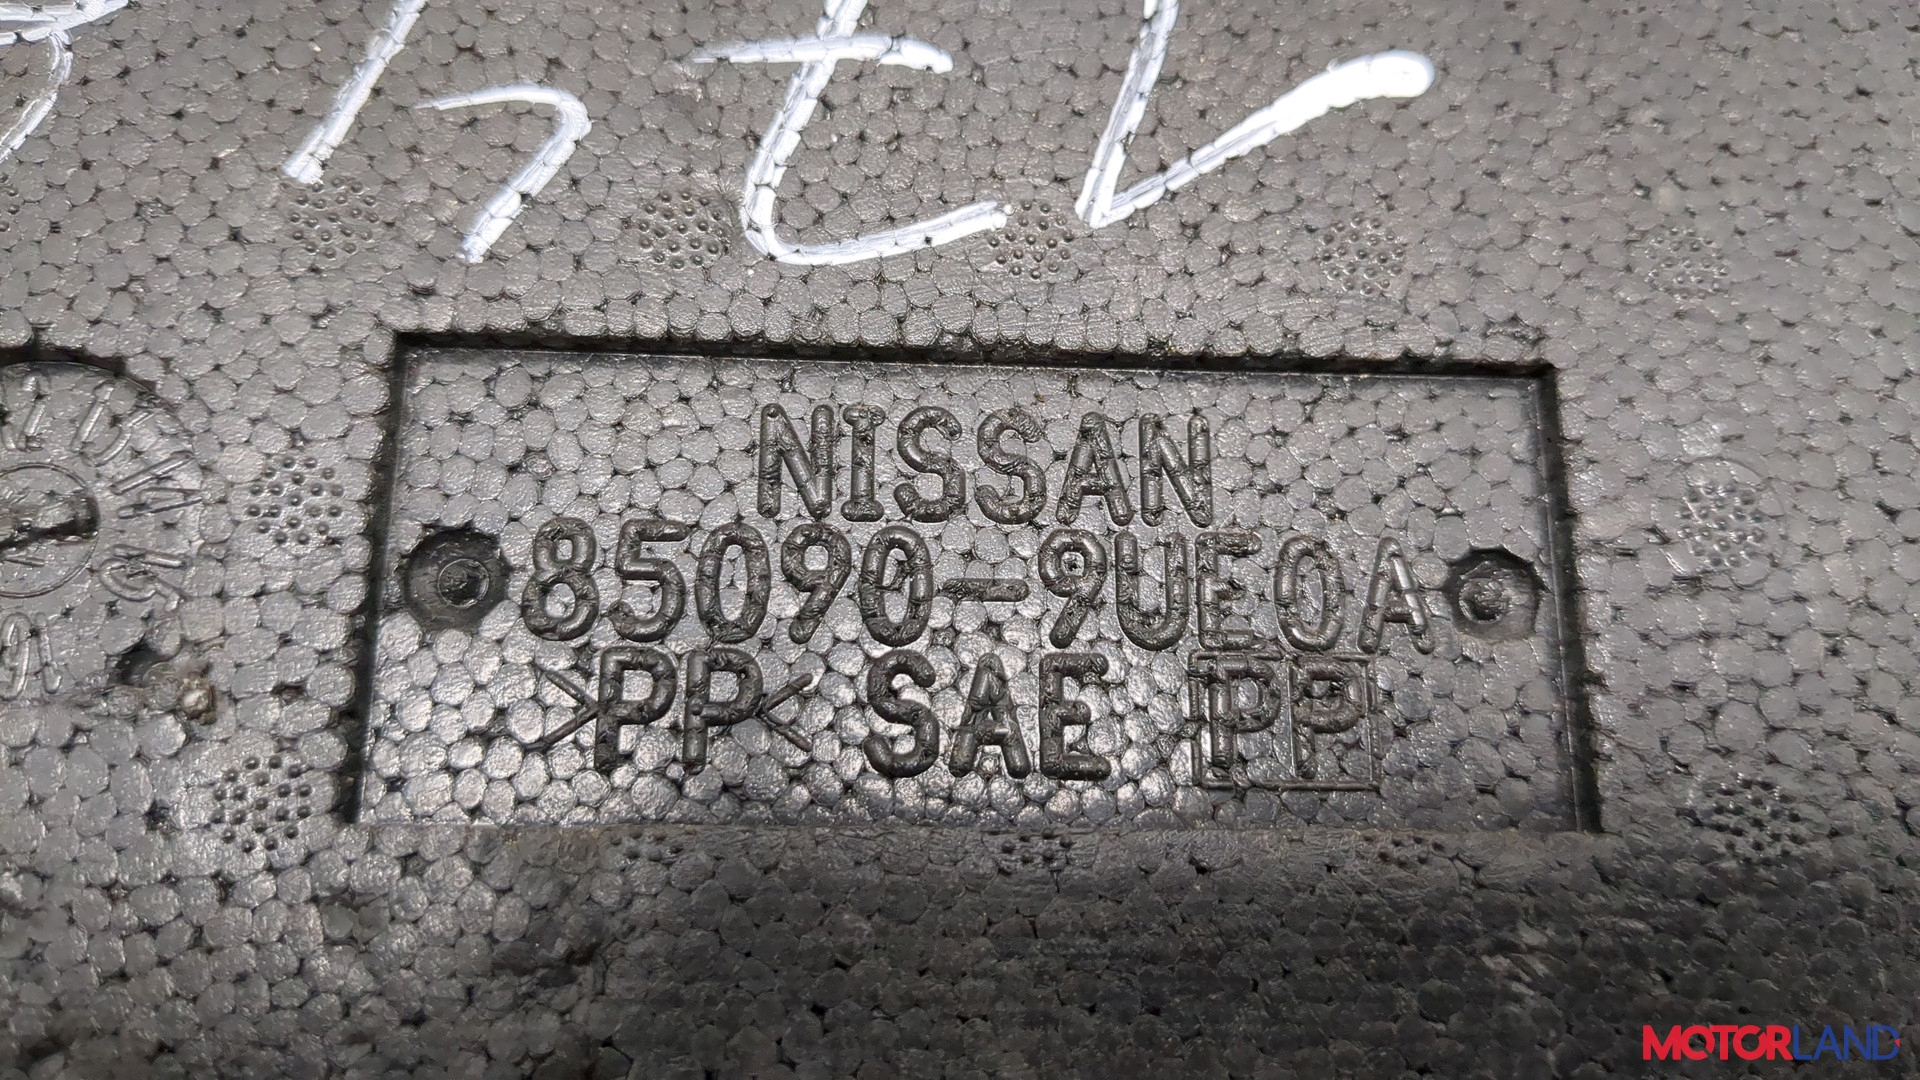 NISSAN
85090-9UE0A
>PP< SAE PP
MOTORLAND